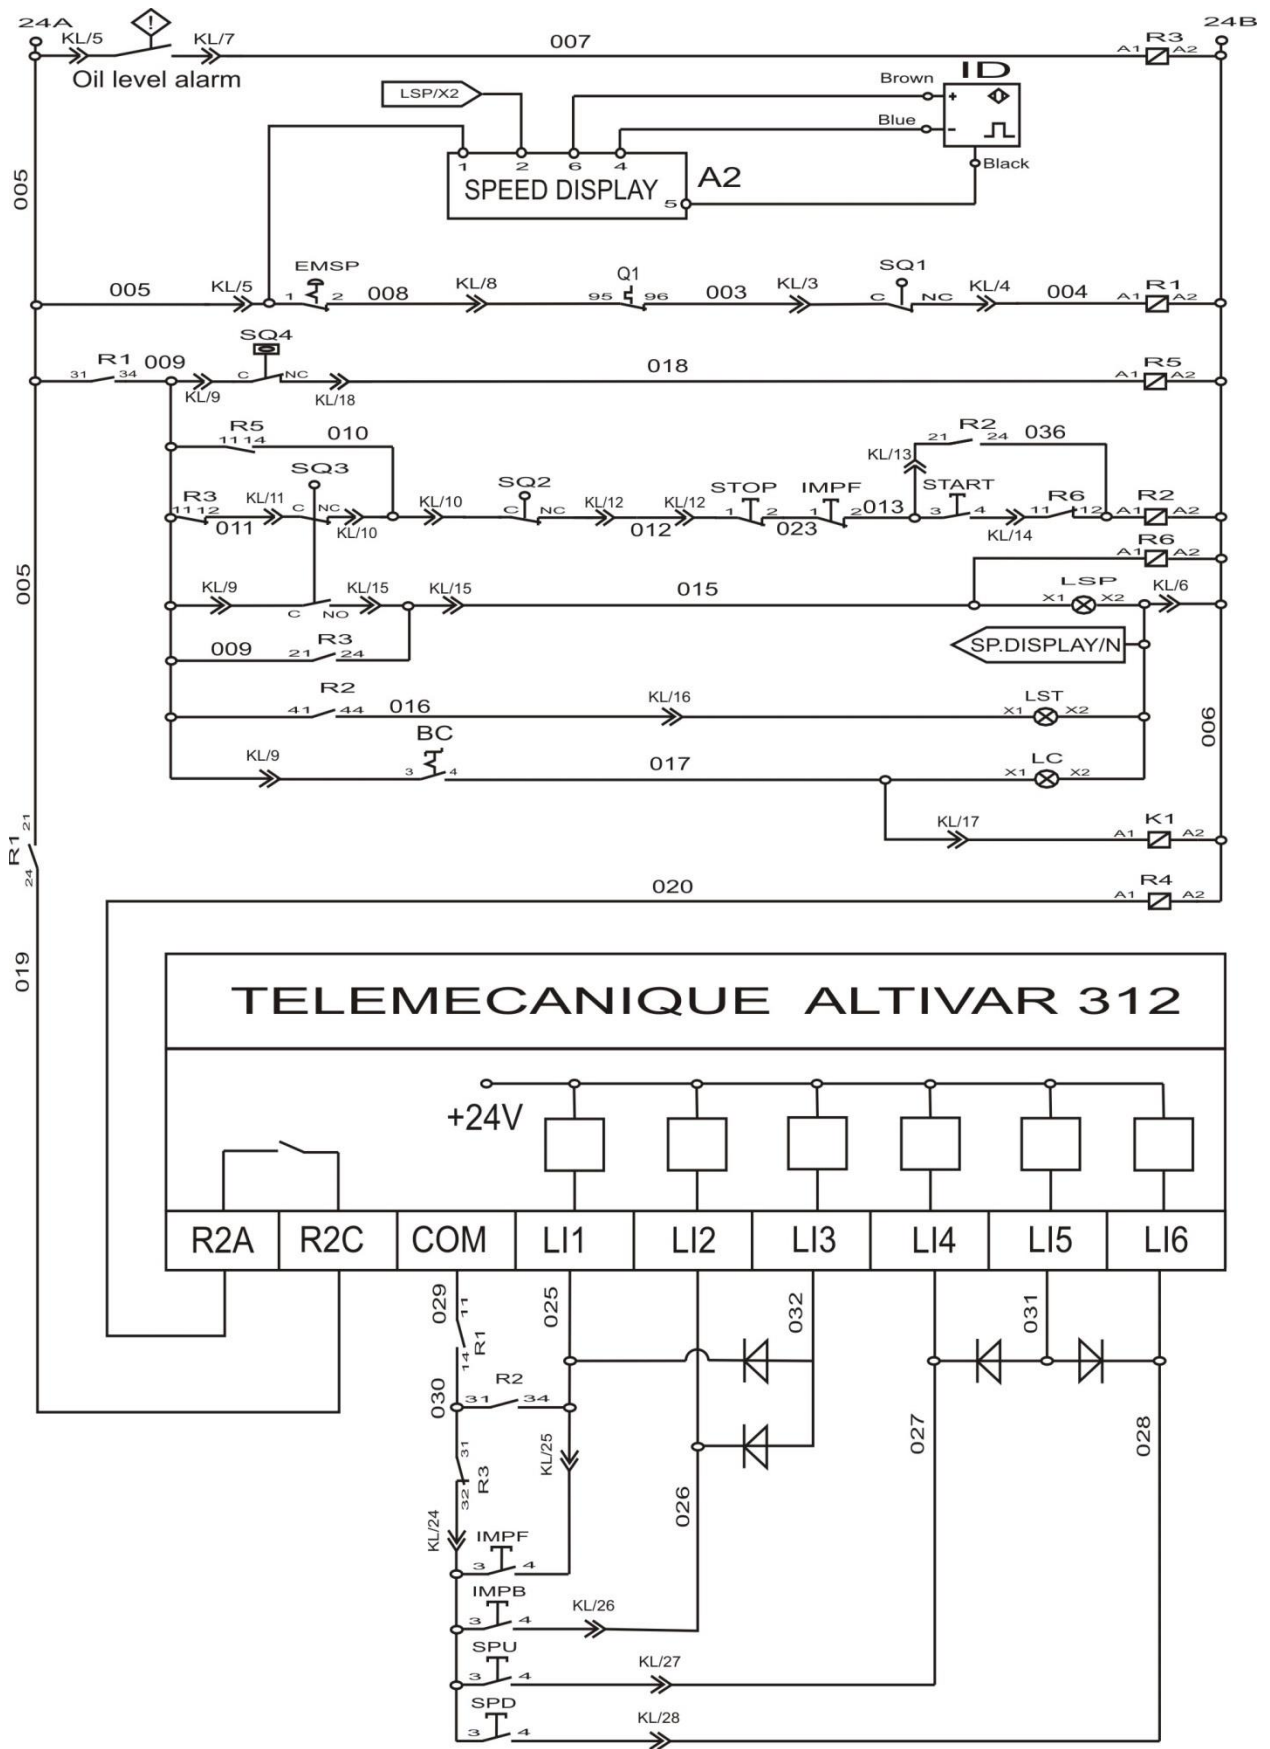 24A
24B
KL/5
!
KL/7
007
A1
R3
A2
Oil level alarm
ID
Brown
+
LSP/X2
Blue
-
Black
1
2
6
4
SPEED DISPLAY
A2
5
005
005
KL/5
EMSP
1
2
008
KL/8
Q1
95
96
003
KL/3
SQ1
C
NC
KL/4
004
A1
R1
A2
R1
31
34
009
KL/9
SQ4
C
NC
KL/18
018
A1
R5
A2
R5
11 14
010
R2
21
24
036
KL/13
R3
11 12
011
KL/11
SQ3
C
NC
KL/10
KL/10
SQ2
C
NC
KL/12
012
KL/12
STOP
1
2
023
IMPF
1
2
013
START
3
4
KL/14
R6
11
12
A1
R2
A2
A1
R6
A2
005
KL/9
C
NO
KL/15
KL/15
015
LSP
X1
X2
KL/6
009
R3
21
24
SP.DISPLAY/N
R2
41
44
016
KL/16
LST
X1
X2
006
KL/9
BC
3
4
017
LC
X1
X2
KL/17
A1
K1
A2
R1
21
24
020
A1
R4
A2
019
TELEMECANIQUE ALTIVAR 312
+24V
R2A
R2C
COM
LI1
LI2
LI3
LI4
LI5
LI6
029
11
R1
14
025
032
031
030
R2
31
34
027
028
31
R3
32
KL/25
026
KL/24
IMPF
3
4
IMPB
3
4
KL/26
SPU
3
4
KL/27
SPD
3
4
KL/28